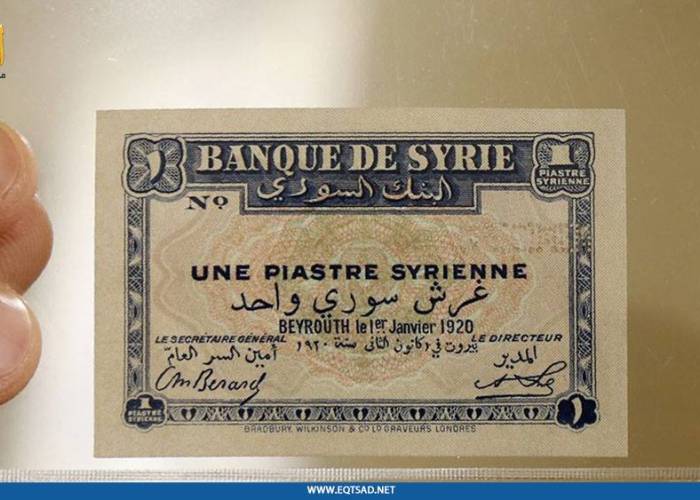 ١ BANQUE DE SYRIE 1
PIASTRE SYRIENNE
البنك السوري
No
UNE PIASTRE SYRIENNE
غرش سوري واحد
BEYROUTH le 1er Janvier 1920
LE SECRÉTAIRE GÉNÉRAL LE DIRECTEUR
أمين السر العامّ بيروت في ١ كانون الثاني سنة ١٩٢٠ المدير
1 PIASTRE SYRIENNE ١
BRADBURY, WILKINSON & Co LD GRAVEURS LONDRES
WWW.EQTSAD.NET